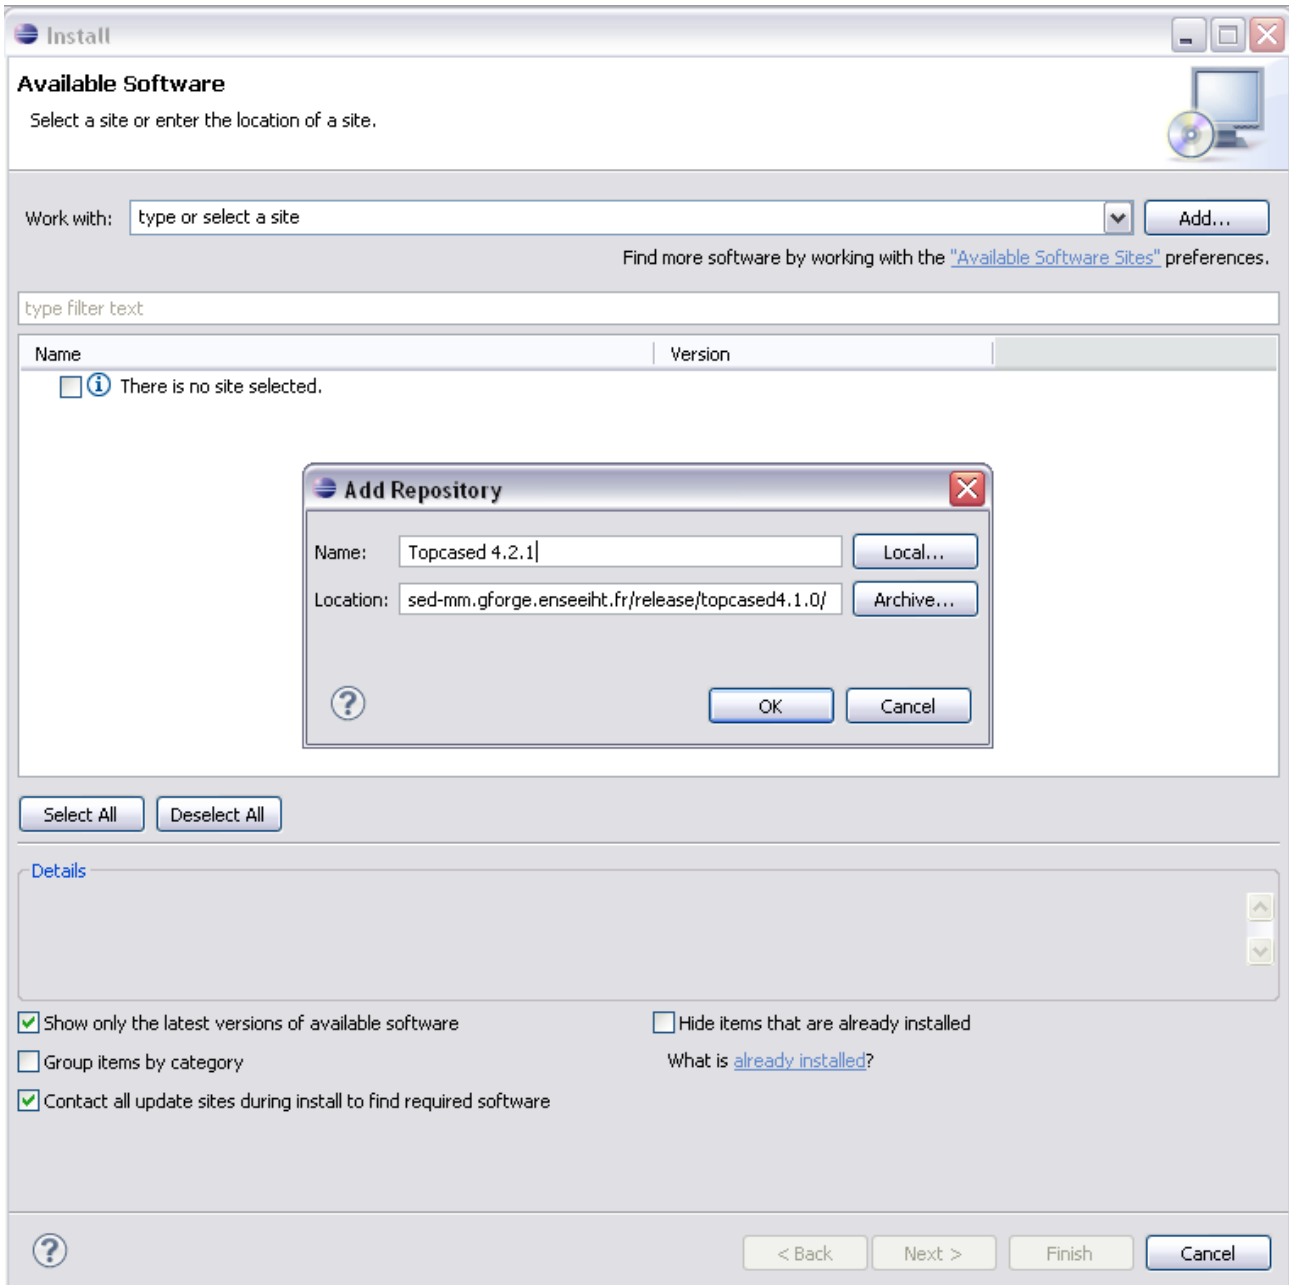 Install
Available Software
Select a site or enter the location of a site.
Work with: type or select a site Add...
Find more software by working with the "Available Software Sites" preferences.
type filter text
Name Version
There is no site selected.
Add Repository
Name: Topcased 4.2.1 Local...
Location: sed-mm.gforge.enseeiht.fr/release/topcased4.1.0/ Archive...
? OK Cancel
Select All Deselect All
Details
Show only the latest versions of available software Hide items that are already installed
Group items by category What is already installed?
Contact all update sites during install to find required software
? < Back Next > Finish Cancel